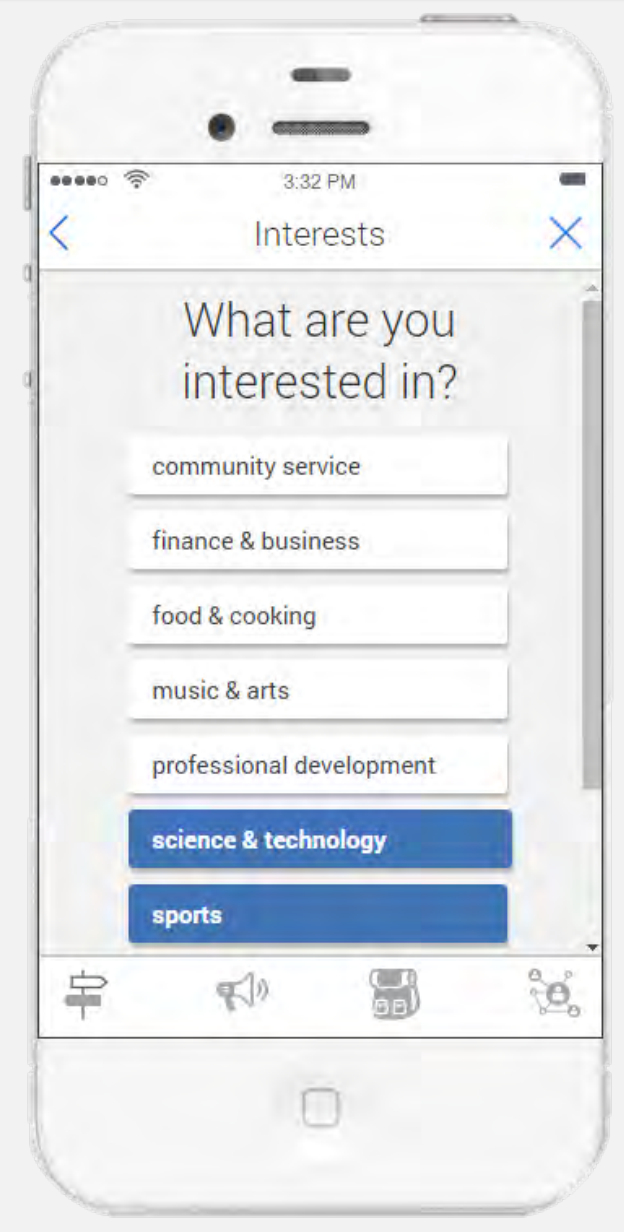 3:32 PM
Interests
What are you
interested in?
community service
finance & business
food & cooking
music & arts
professional development
science & technology
sports